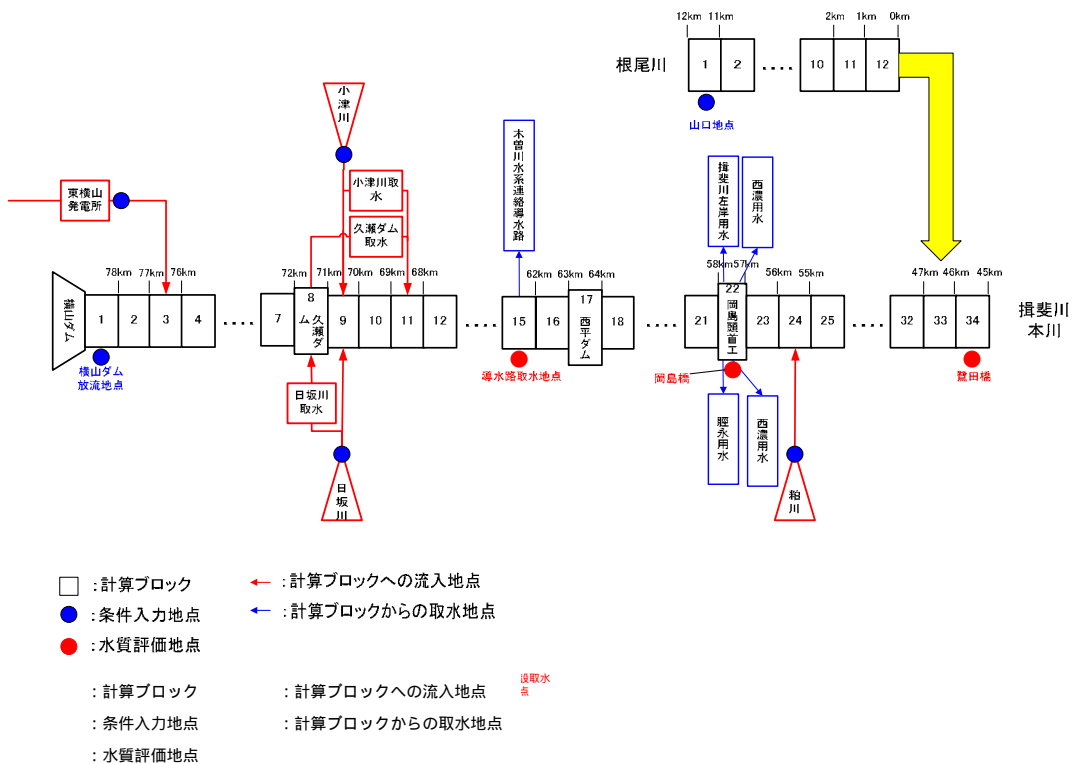 12km 11km 2km 1km 0km
根尾川
1 2 ‥‥ 10 11 12
山口地点
小津川
木曽川水系連絡導水路
揖斐川左岸用水
西濃用水
東横山
発電所
小津川取
水
久瀬ダム
取水
78km 77km 76km 72km 71km 70km 69km 68km 62km 63km 64km 58km 57km 56km 55km 47km 46km 45km
横山ダム
1 2 3 4 ‥‥ 7 8 9 10 11 12 ‥‥ 15 16 17 18 ‥‥ 21 22 23 24 25 ‥‥ 32 33 34
久瀬ダム
西平ダム
岡島頭首工
揖斐川
本川
横山ダム
放流地点
導水路取水地点
岡島橋
鷺田橋
日坂川
取水
脛永用水
西濃用水
日坂川
粕川
:計算ブロック
:計算ブロックへの流入地点
:条件入力地点
:計算ブロックからの取水地点
:水質評価地点
:計算ブロック
:計算ブロックへの流入地点
設取水
点
:条件入力地点
:計算ブロックからの取水地点
:水質評価地点